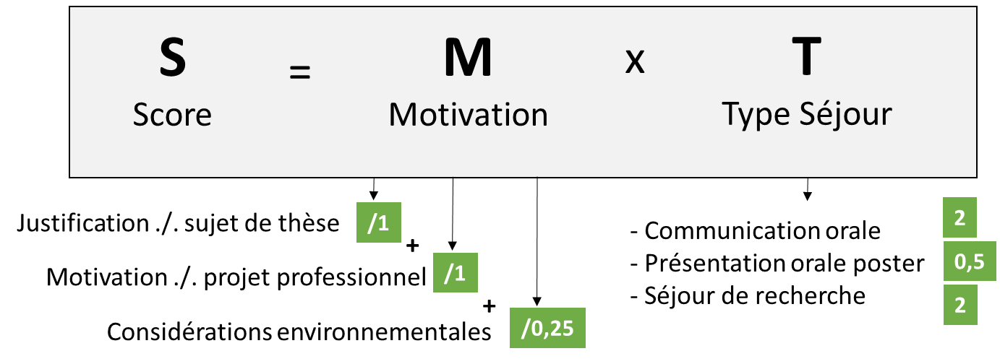 S = M x T
Score Motivation Type Séjour
Justification ./. sujet de thèse /1
+
Motivation ./. projet professionnel /1
+
Considérations environnementales /0,25
- Communication orale 2
- Présentation orale poster 0,5
- Séjour de recherche 2